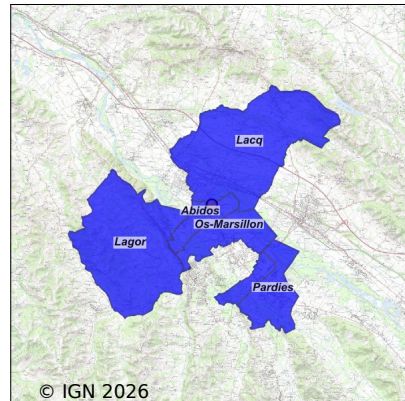 Lacq
Abidos
Os-Marsillon
Lagor
Pardies
© IGN 2026